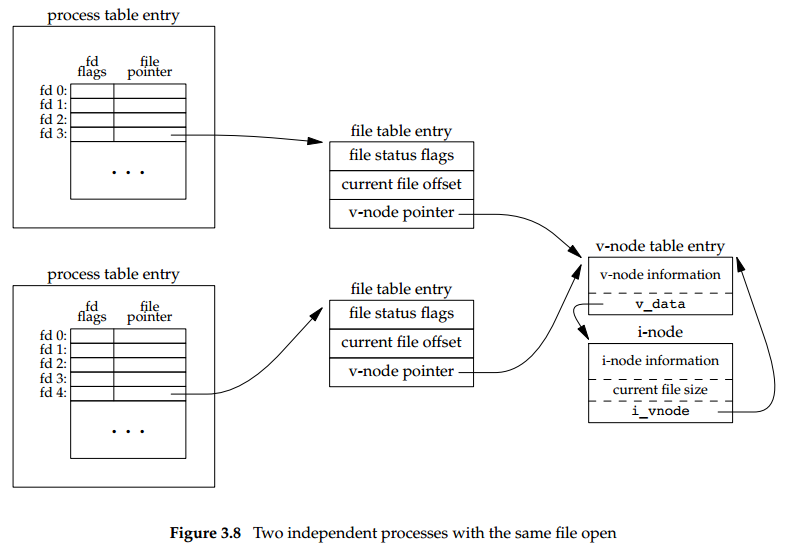 process table entry
fd
flags
file
pointer
fd 0:
fd 1:
fd 2:
fd 3:
. . .
file table entry
file status flags
current file offset
v-node pointer
process table entry
fd
flags
file
pointer
fd 0:
fd 1:
fd 2:
fd 3:
fd 4:
. . .
file table entry
file status flags
current file offset
v-node pointer
v-node table entry
v-node information
v_data
i-node
i-node information
current file size
i_vnode
Figure 3.8 Two independent processes with the same file open